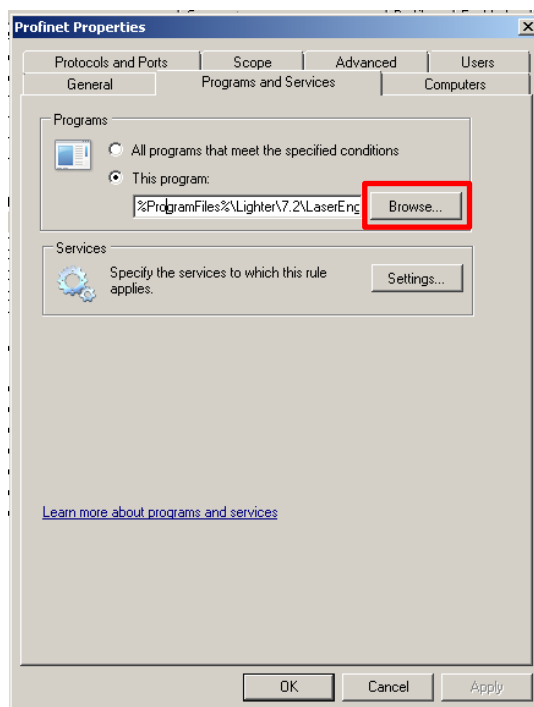 Profinet Properties
Protocols and Ports Scope Advanced Users
General Programs and Services Computers
Programs
All programs that meet the specified conditions
This program:
%ProgramFiles%\Lighter\7.2\LaserEng Browse...
Services
Specify the services to which this rule
applies.
Settings...
Learn more about programs and services
OK Cancel Apply